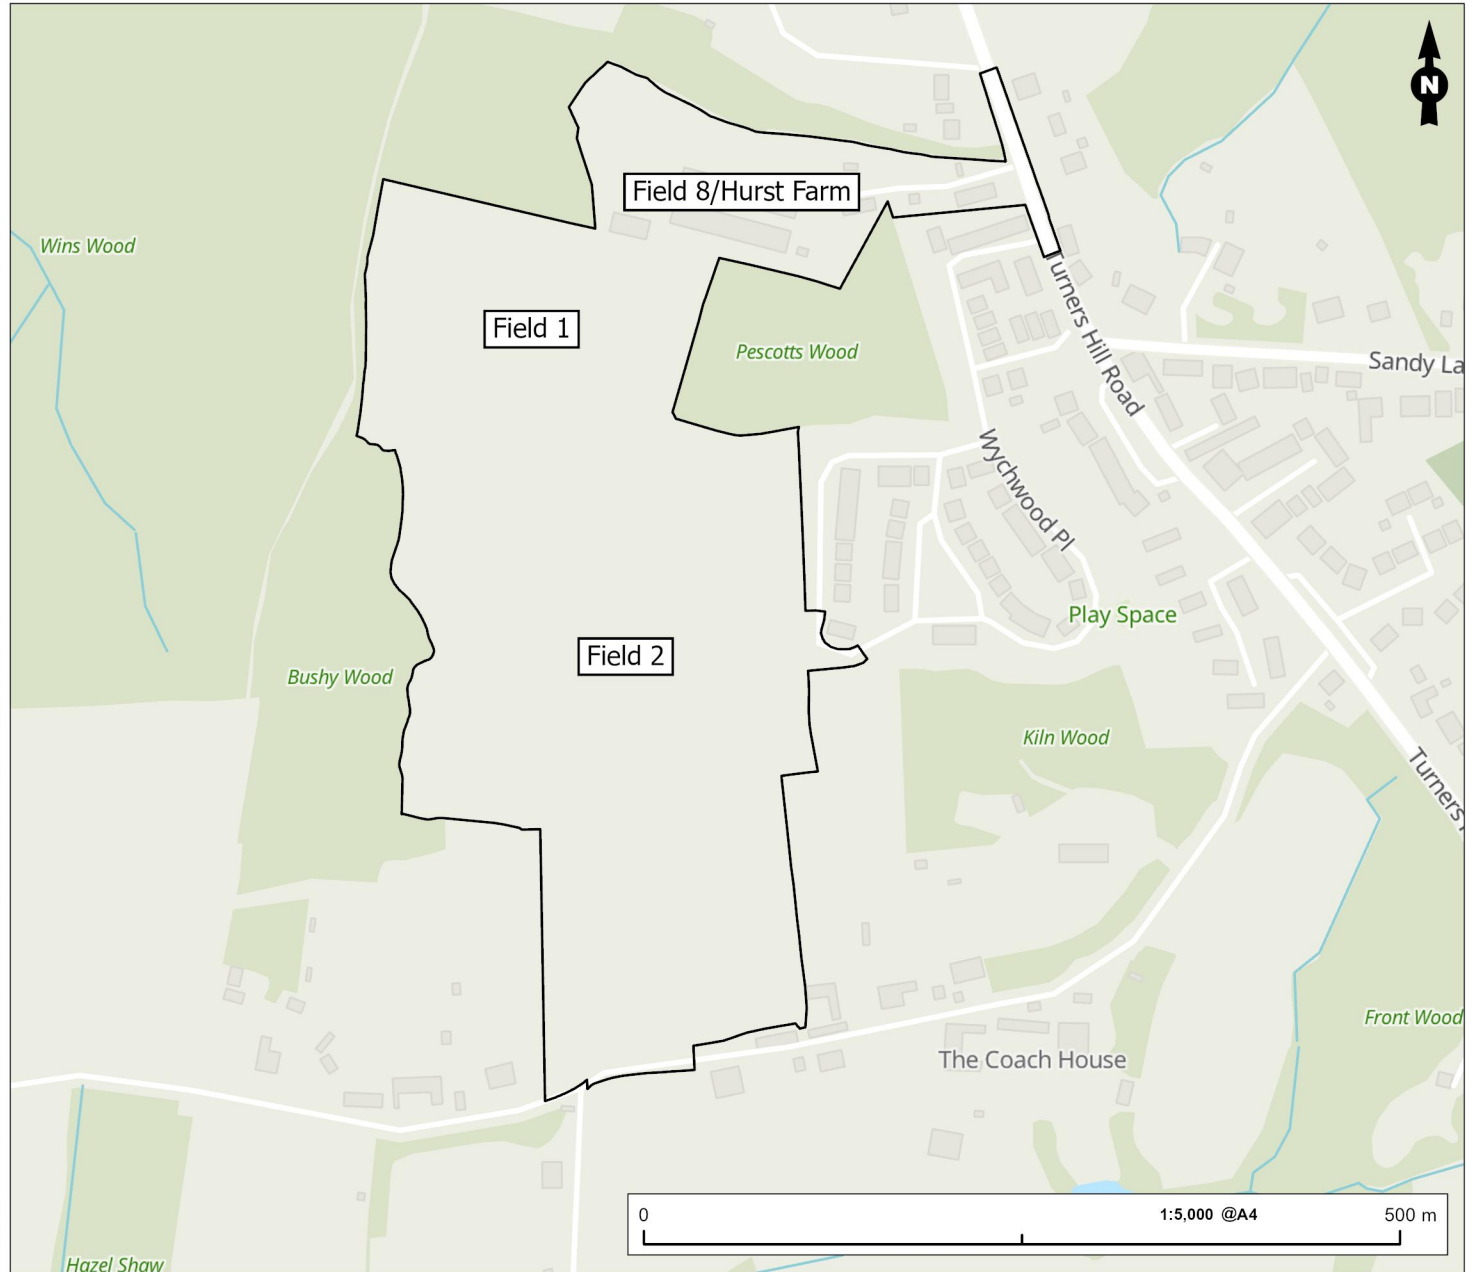 N
Field 8/Hurst Farm
Wins Wood
Field 1
Pescotts Wood
Turners Hill Road
Sandy La
Wychwood Pl
Play Space
Field 2
Bushy Wood
Kiln Wood
Turners
Front Wood
The Coach House
0 1:5,000 @A4 500 m
Hazel Shaw